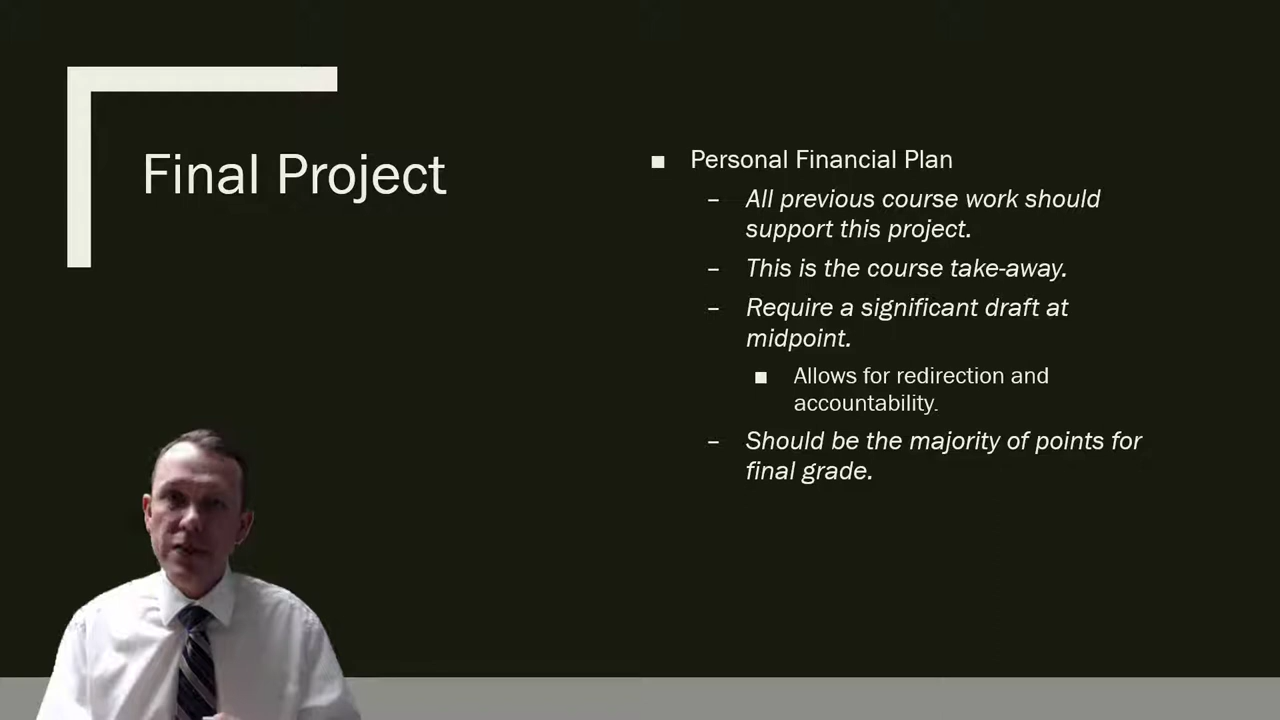 Final Project
Personal Financial Plan
– All previous course work should
support this project.
– This is the course take-away.
– Require a significant draft at
midpoint.
Allows for redirection and
accountability.
– Should be the majority of points for
final grade.